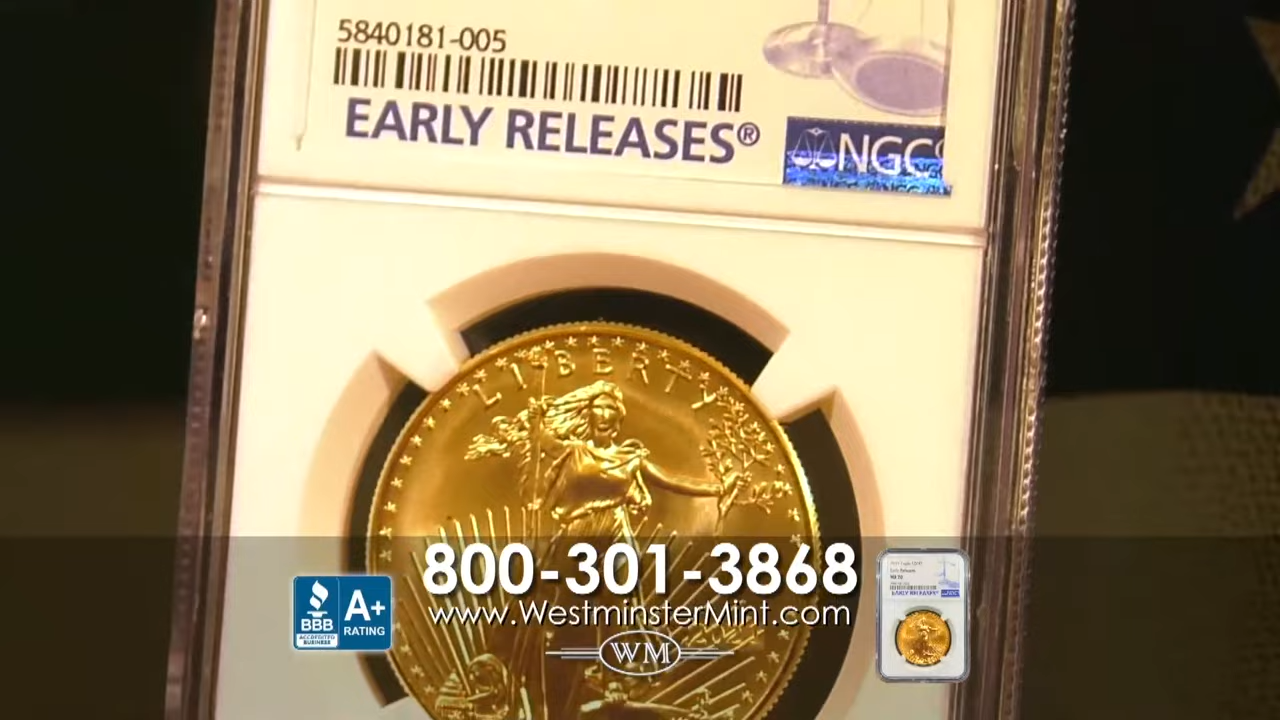 5840181-005
EARLY RELEASES®
NGC
LIBERTY
800-301-3868
www.WestminsterMint.com
BBB
ACCREDITED
BUSINESS
A+
RATING
WM
EARLY RELEASES